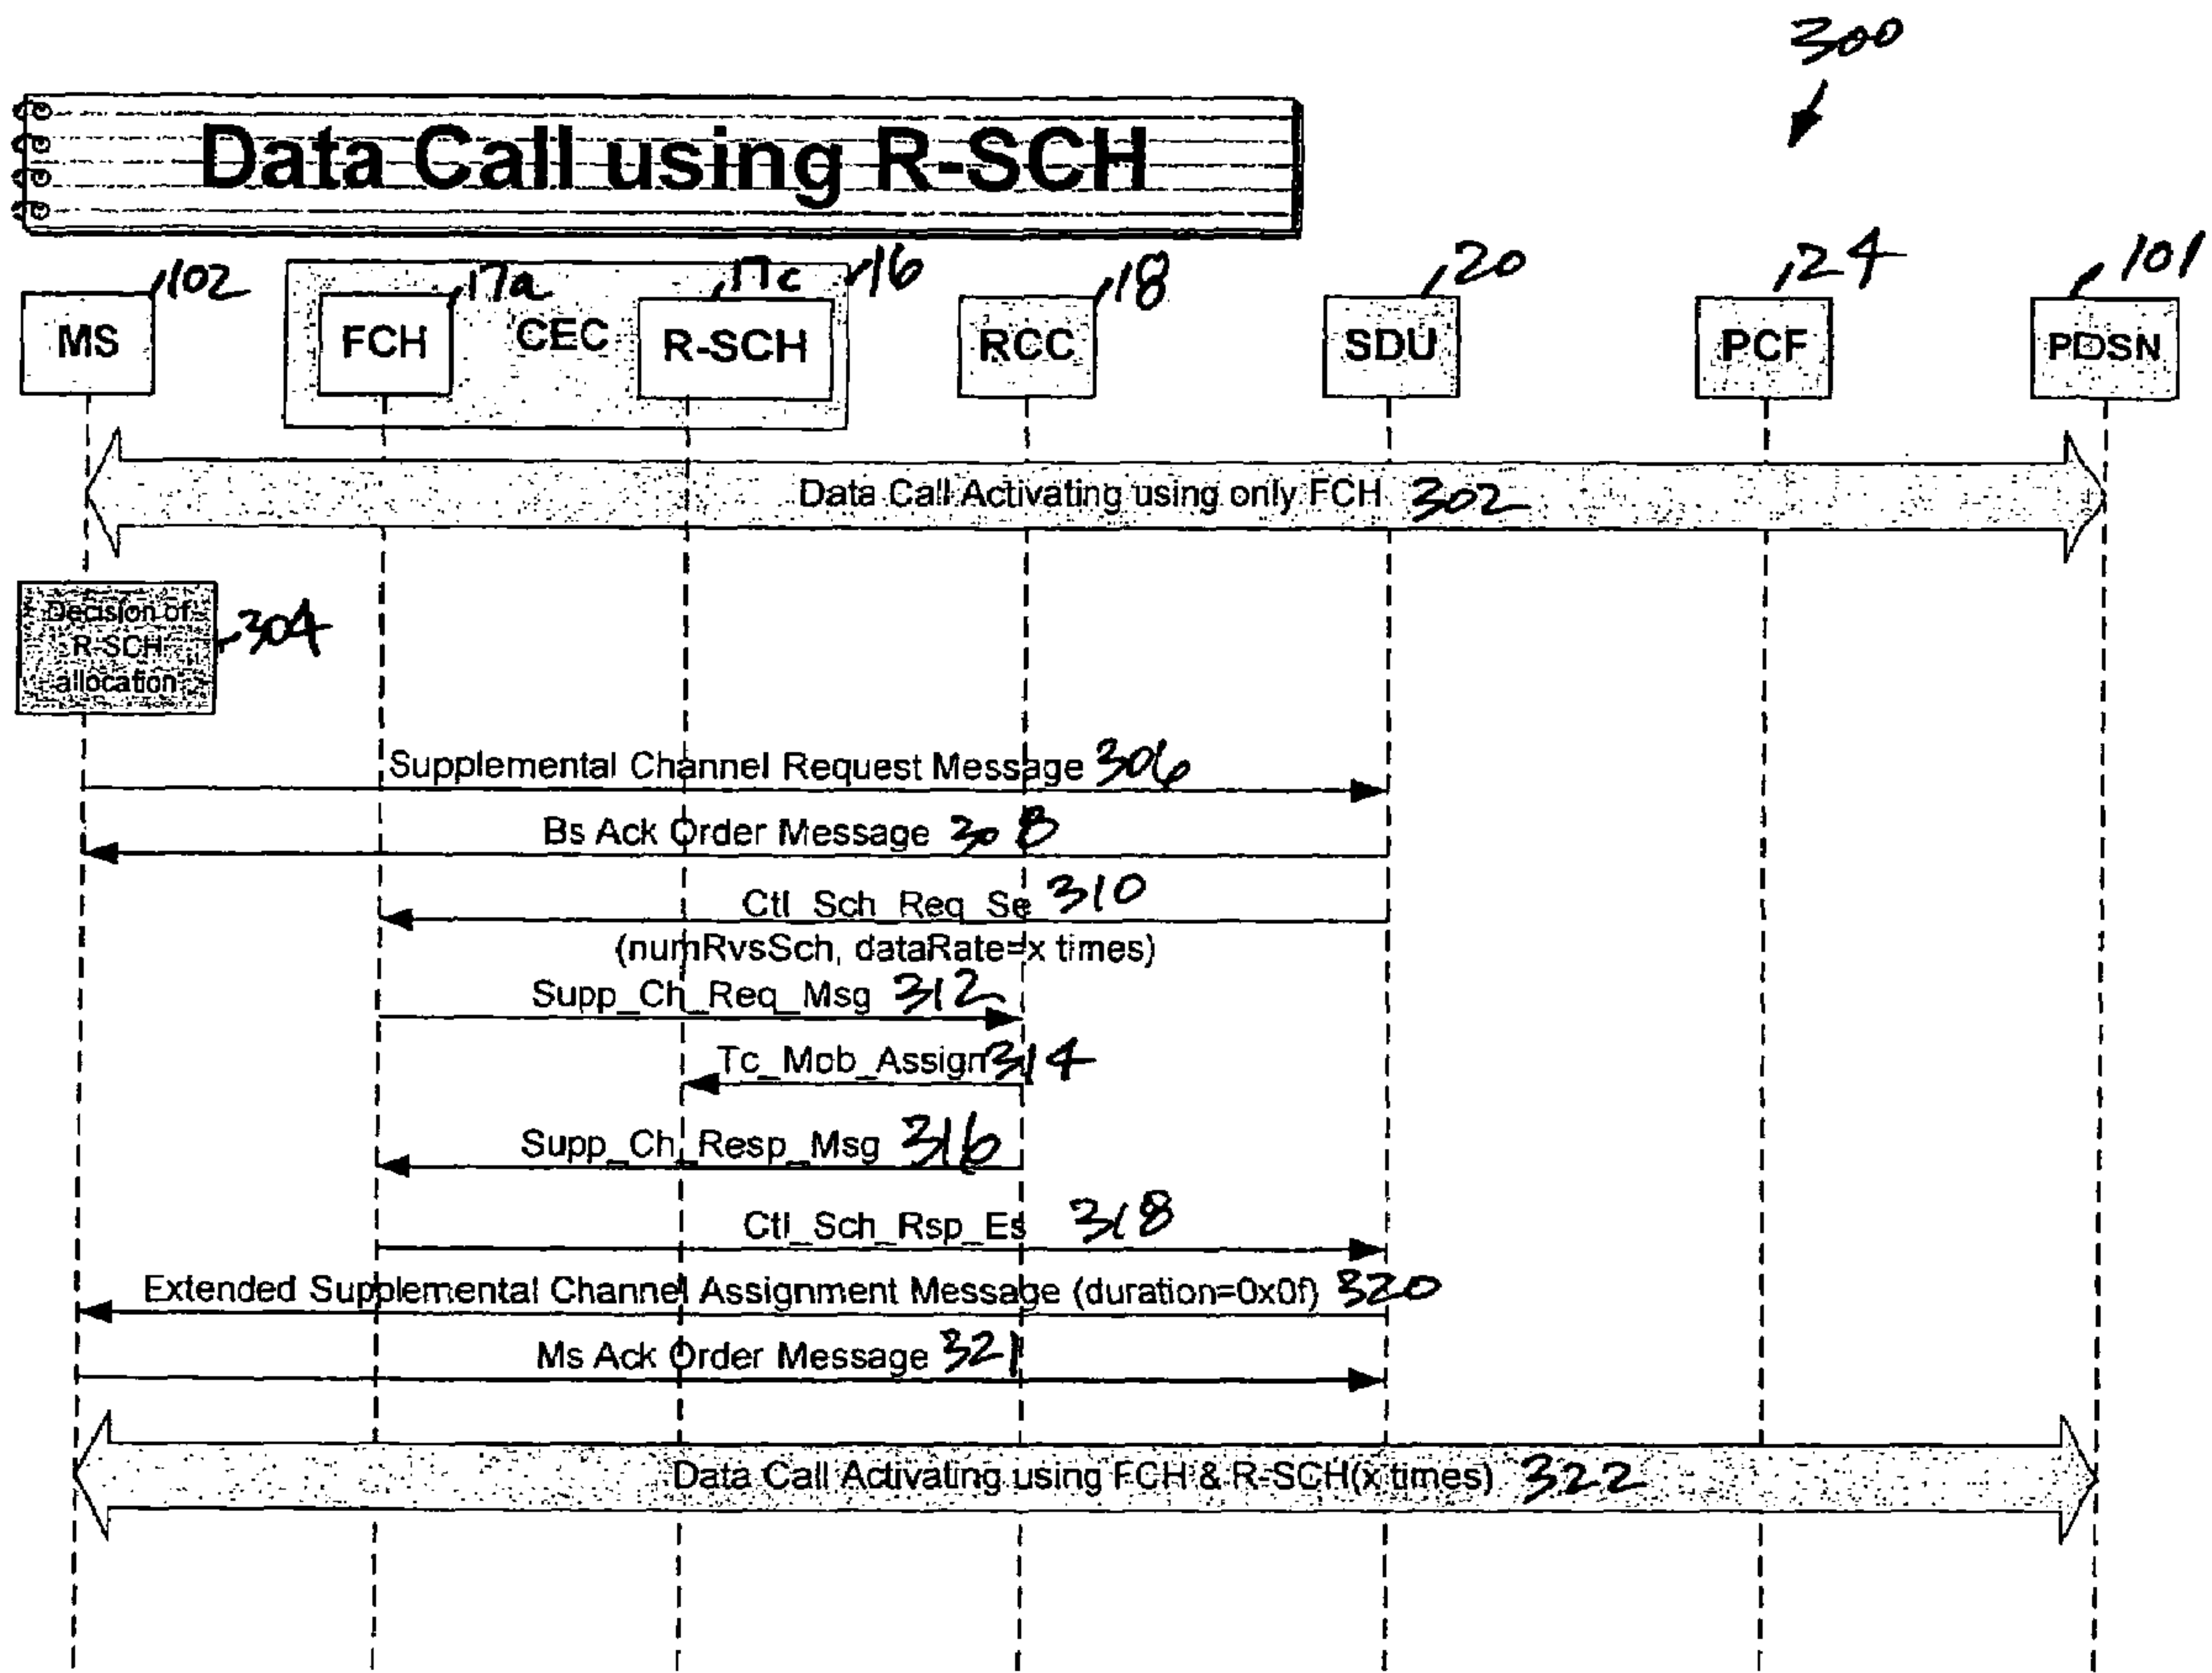 300
Data Call using R-SCH
102 17a 17c 16 18 20 24 101
MS FCH CEC R-SCH RCC SDU PCF PDSN
Data Call Activating using only FCH 302
Decision of
R-SCH
allocation
304
Supplemental Channel Request Message 306
Bs Ack Order Message 308
Ctl_Sch_Req_Se 310
(numRvsSch, dataRate=x times)
Supp_Ch_Req_Msg 312
Tc_Mob_Assign 314
Supp_Ch_Resp_Msg 316
Ctl_Sch_Rsp_Es 318
Extended Supplemental Channel Assignment Message (duration=0x0f) 320
Ms Ack Order Message 321
Data Call Activating using FCH & R-SCH(x times) 322